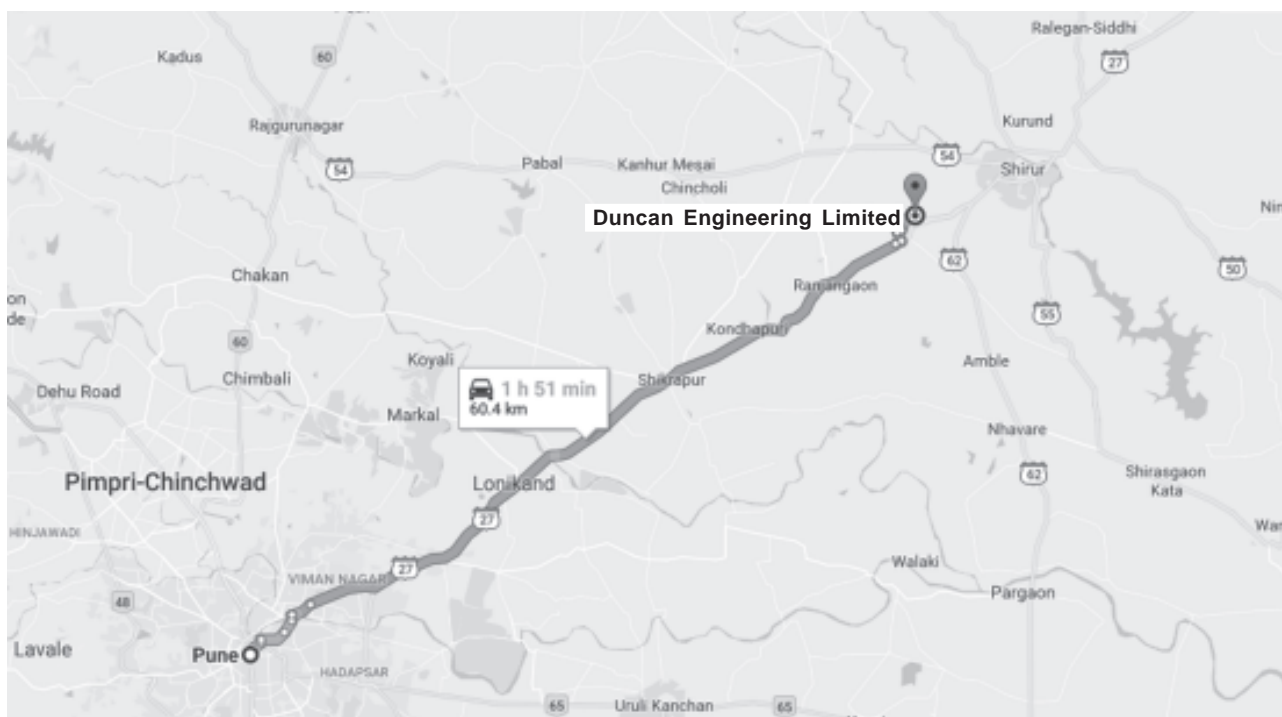 Ralegan-Siddhi
27
Kadus
60
Kurund
Rajgurunagar
54
Pabal
Kanhur Mesai
54
Shirur
Chincholi
Duncan Engineering Limited
62
50
Chakan
Ranjangaon
55
Kondhapuri
60
Koyali
Amble
Chimbali
Shikrapur
Dehu Road
1 h 51 min
60.4 km
Markal
Nhavare
Shirasgaon
Kata
62
Pimpri-Chinchwad
Lonikand
27
HINJAWADI
Walaki
27
VIMAN NAGAR
Pargaon
48
Lavale
Pune
HADAPSAR
65
Uruli Kanchan
65